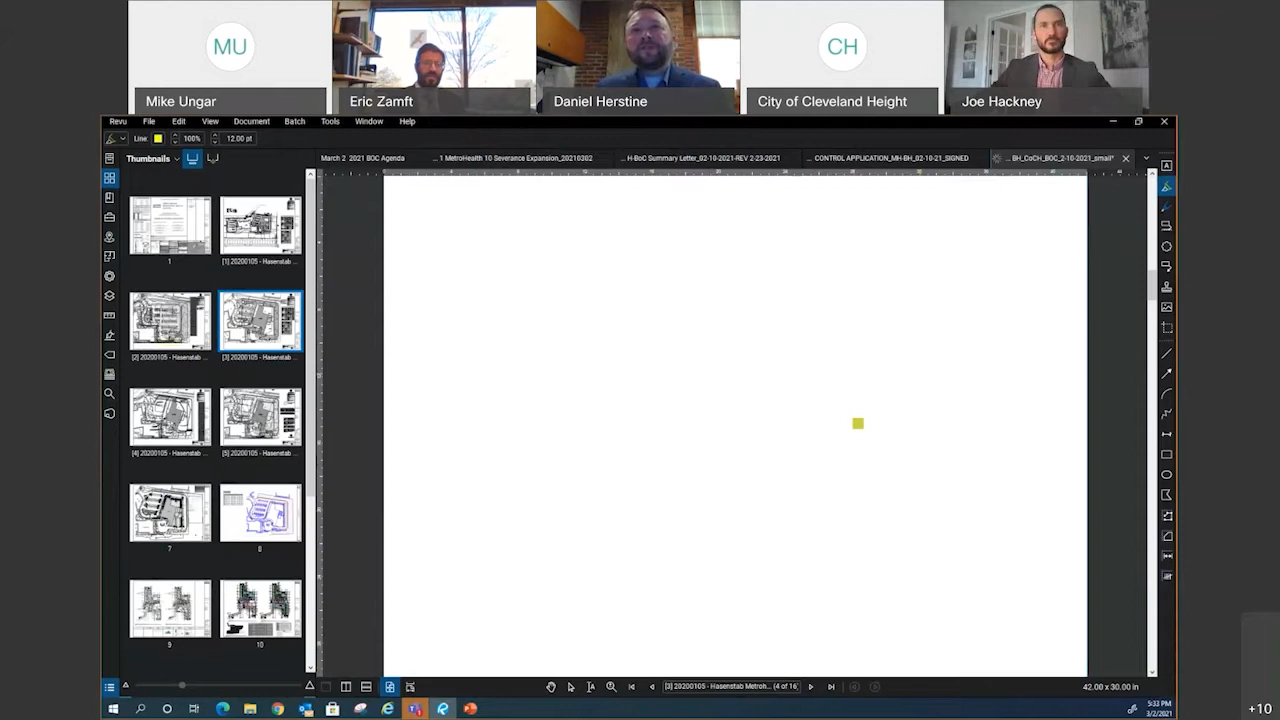 MU
CH
Mike Ungar
Eric Zamft
Daniel Herstine
City of Cleveland Height
Joe Hackney
Revu File Edit View Document Batch Tools Window Help
Line: 100% 12.00 pt
Thumbnails
March 2 2021 BOC Agenda
... 1 MetroHealth 10 Severance Expansion_20210302
... H-BoC Summary Letter_02-10-2021-REV 2-23-2021
... CONTROL APPLICATION_MH-BH_02-10-21_SIGNED
... BH_CoCH_BOC_2-10-2021_small*
1
[1] 20200105 - Hasenstab ...
[2] 20200105 - Hasenstab ...
[3] 20200105 - Hasenstab ...
[4] 20200105 - Hasenstab ...
[5] 20200105 - Hasenstab ...
7
8
9
10
[3] 20200105 - Hasenstab Metroh... (4 of 16)
42.00 x 30.00 in
5:33 PM
3/2/2021
+10